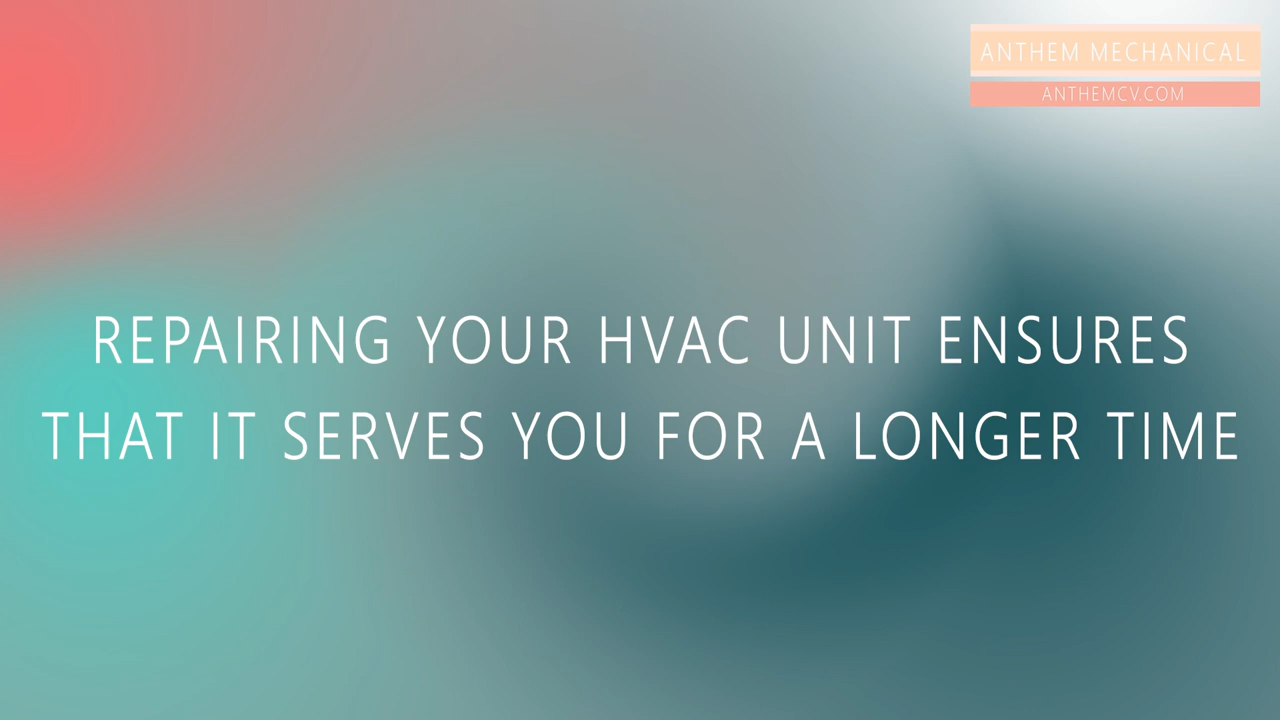 ANTHEM MECHANICAL
ANTHEMCV.COM
REPAIRING YOUR HVAC UNIT ENSURES
THAT IT SERVES YOU FOR A LONGER TIME